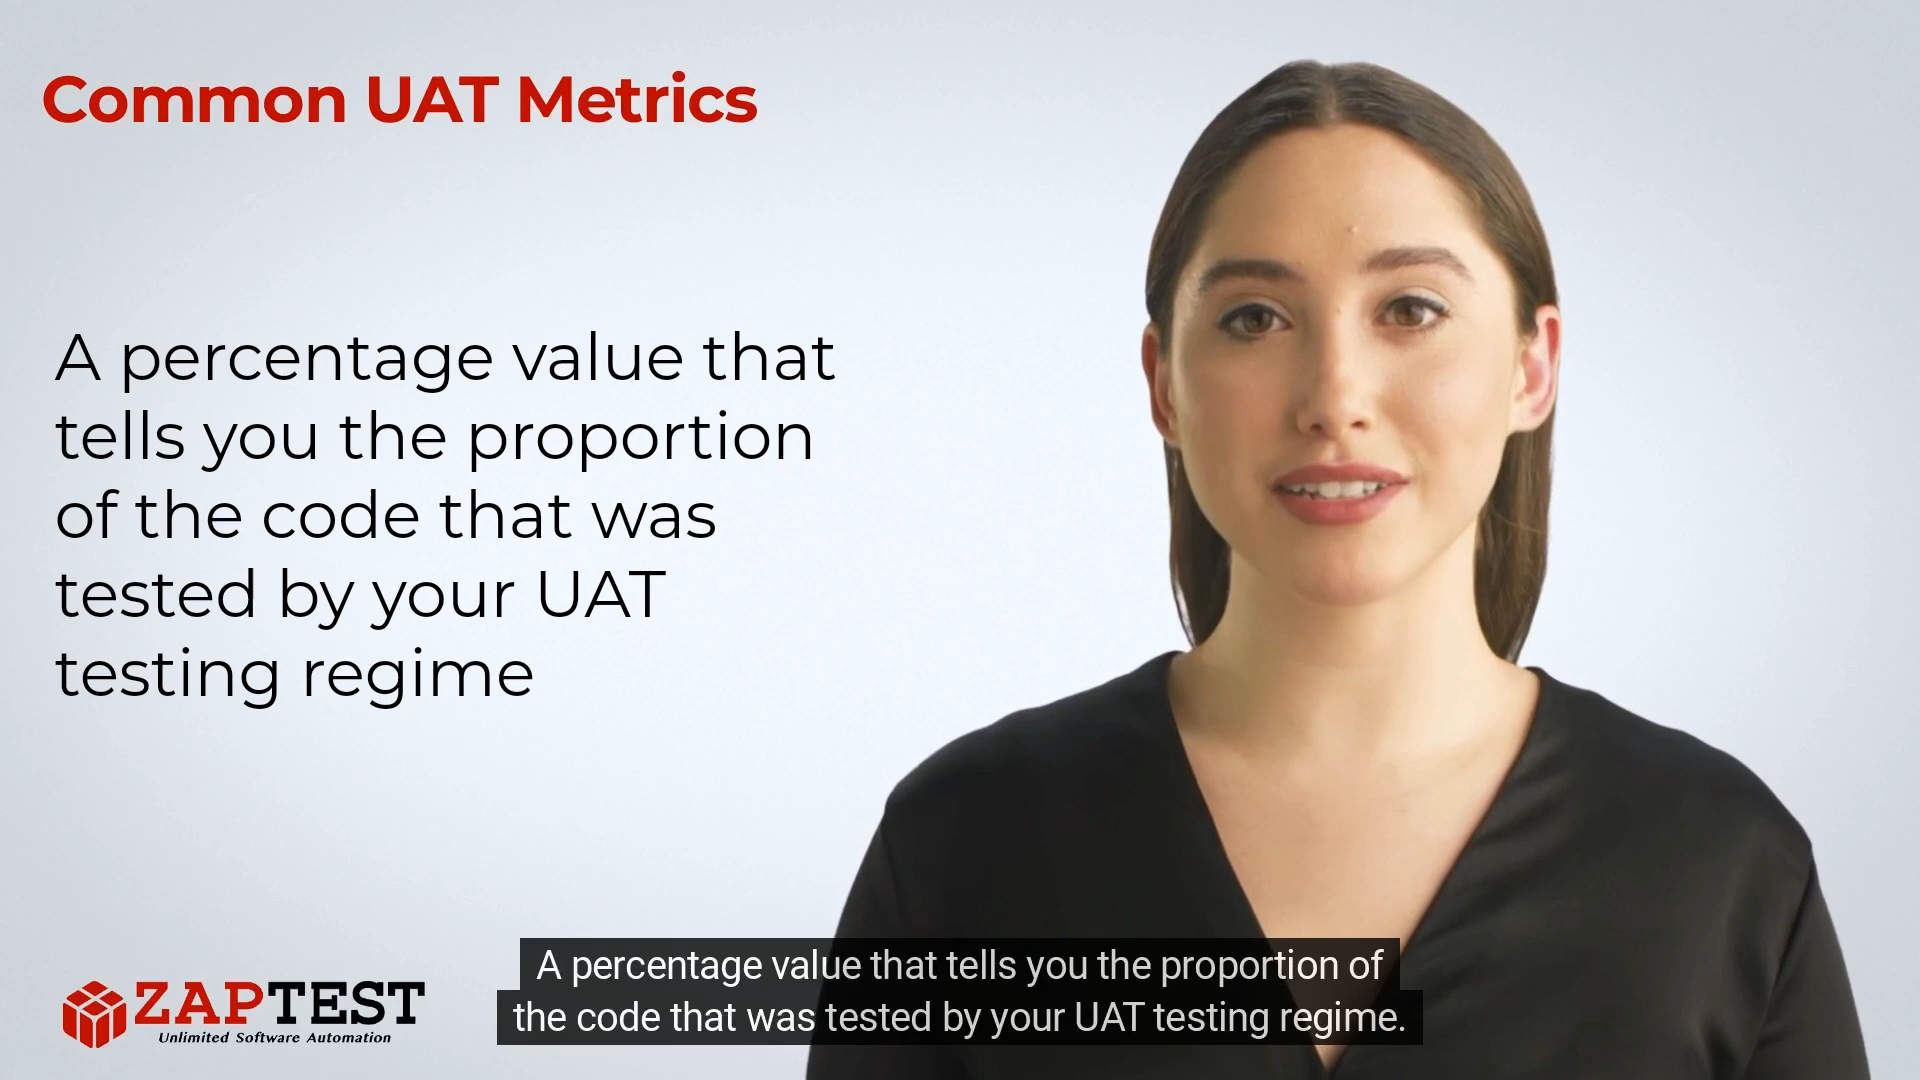 Common UAT Metrics
A percentage value that
tells you the proportion
of the code that was
tested by your UAT
testing regime
ZAPTEST
Unlimited Software Automation
A percentage value that tells you the proportion of
the code that was tested by your UAT testing regime.